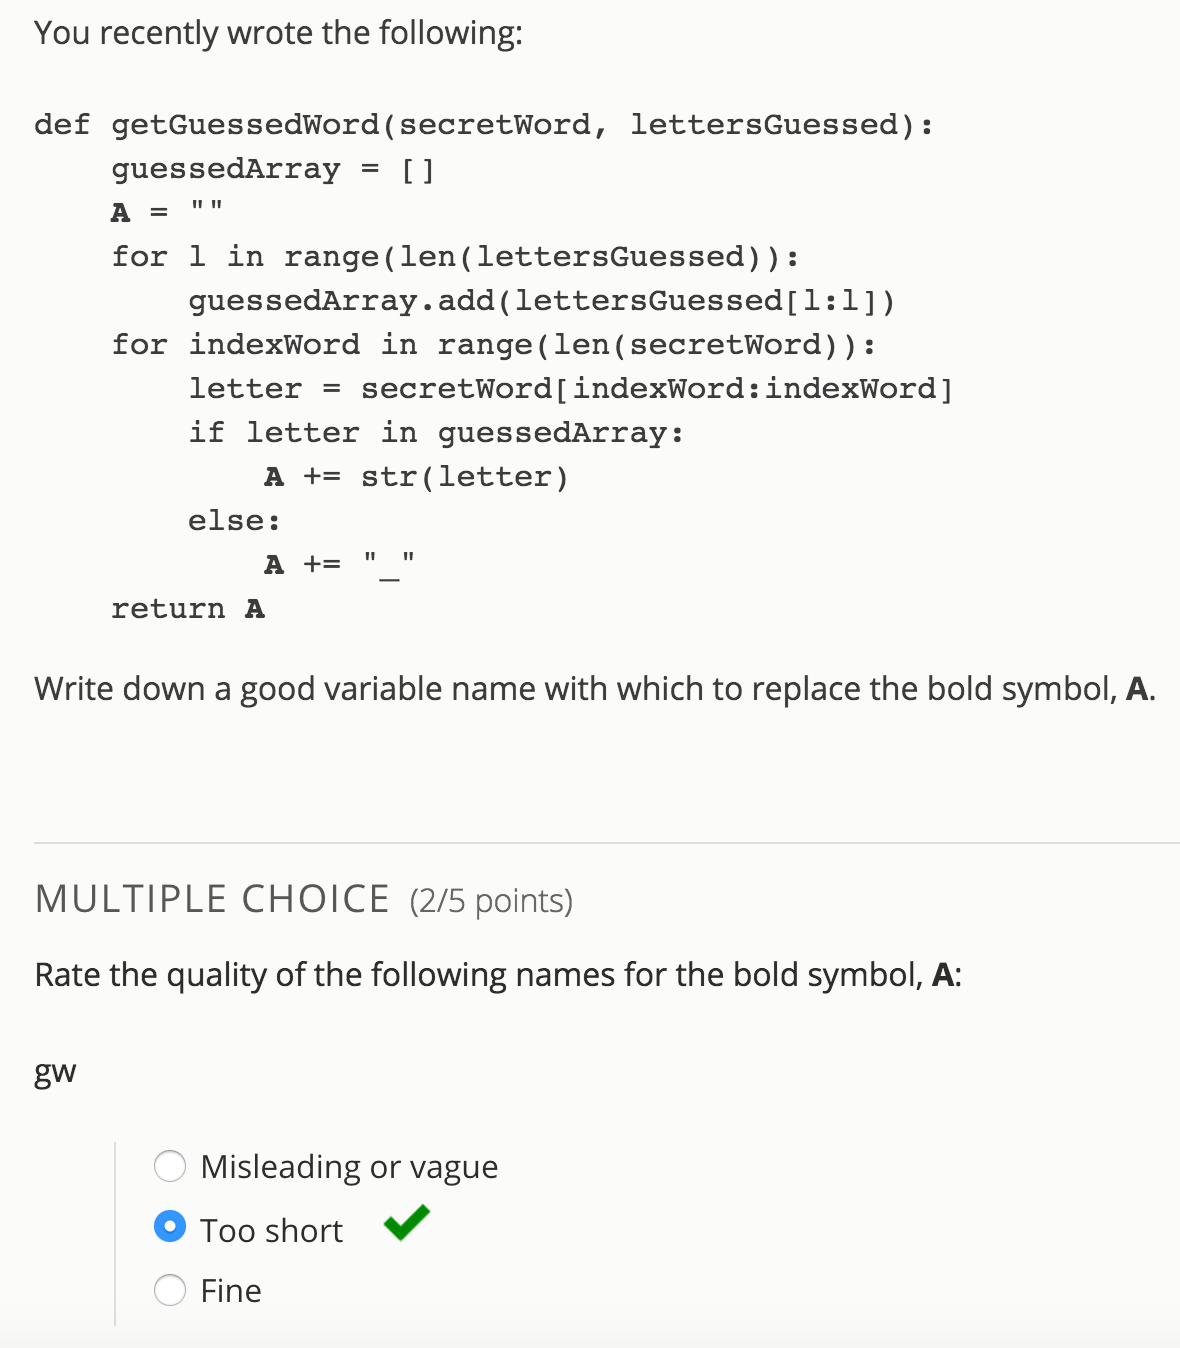 You recently wrote the following:
def getGuessedWord(secretWord, lettersGuessed):
    guessedArray = []
    A = ""
    for l in range(len(lettersGuessed)):
        guessedArray.add(lettersGuessed[l:l])
    for indexWord in range(len(secretWord)):
        letter = secretWord[indexWord:indexWord]
        if letter in guessedArray:
            A += str(letter)
        else:
            A += "_"
    return A
Write down a good variable name with which to replace the bold symbol, A.
MULTIPLE CHOICE (2/5 points)
Rate the quality of the following names for the bold symbol, A:
gw
Misleading or vague
Too short
Fine